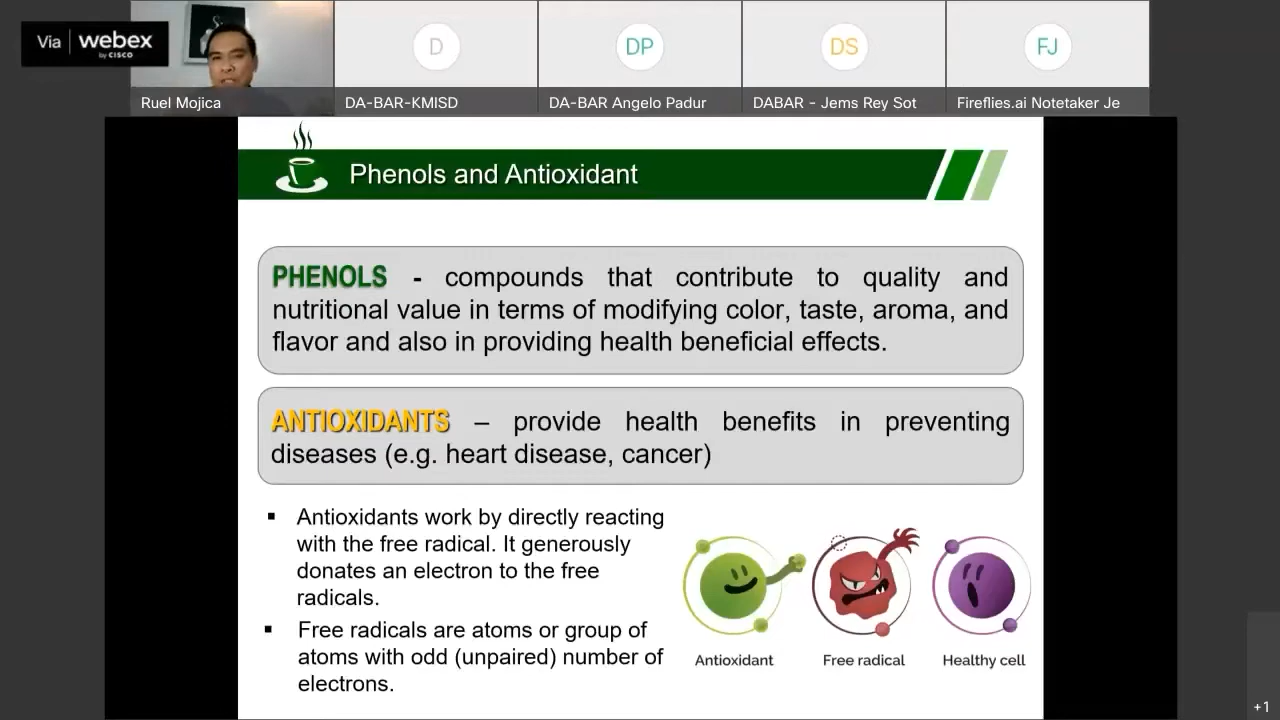 Via webex
by CISCO
D
DP
DS
FJ
Ruel Mojica
DA-BAR-KMISD
DA-BAR Angelo Padur
DABAR - Jems Rey Sot
Fireflies.ai Notetaker Je
Phenols and Antioxidant
PHENOLS - compounds that contribute to quality and
nutritional value in terms of modifying color, taste, aroma, and
flavor and also in providing health beneficial effects.
ANTIOXIDANTS – provide health benefits in preventing
diseases (e.g. heart disease, cancer)
▪ Antioxidants work by directly reacting
with the free radical. It generously
donates an electron to the free
radicals.
▪ Free radicals are atoms or group of
atoms with odd (unpaired) number of
electrons.
Antioxidant
Free radical
Healthy cell
+1